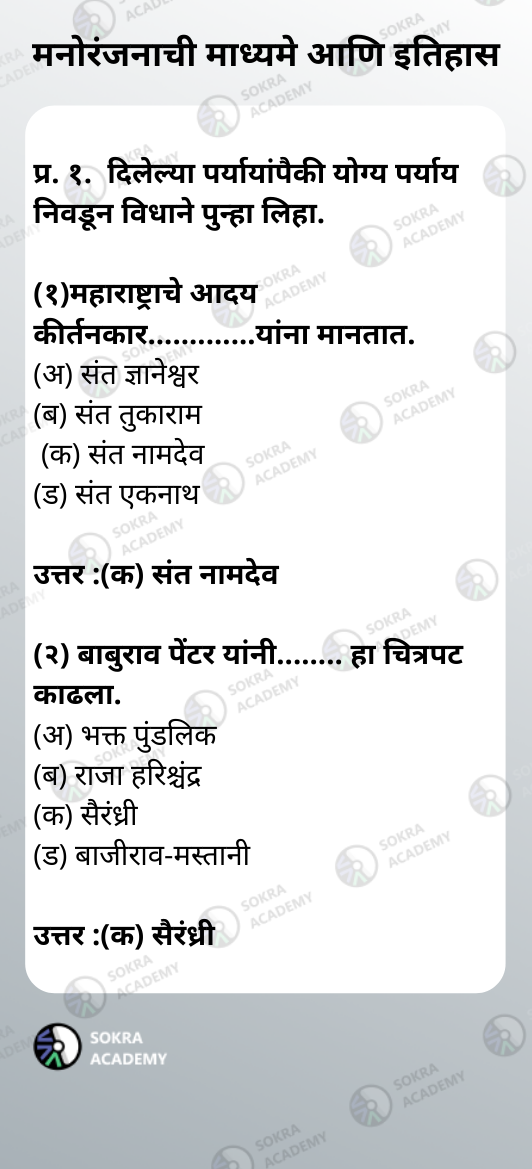 मनोरंजनाची माध्यमे आणि इतिहास
प्र. १.  दिलेल्या पर्यायांपैकी योग्य पर्याय
निवडून विधाने पुन्हा लिहा.
(१)महाराष्ट्राचे आदय
कीर्तनकार.............यांना मानतात.
(अ) संत ज्ञानेश्वर
(ब) संत तुकाराम
(क) संत नामदेव
(ड) संत एकनाथ
उत्तर :(क) संत नामदेव
(२) बाबुराव पेंटर यांनी........ हा चित्रपट
काढला.
(अ) भक्त पुंडलिक
(ब) राजा हरिश्चंद्र
(क) सैरंध्री
(ड) बाजीराव-मस्तानी
उत्तर :(क) सैरंध्री
SOKRA
ACADEMY